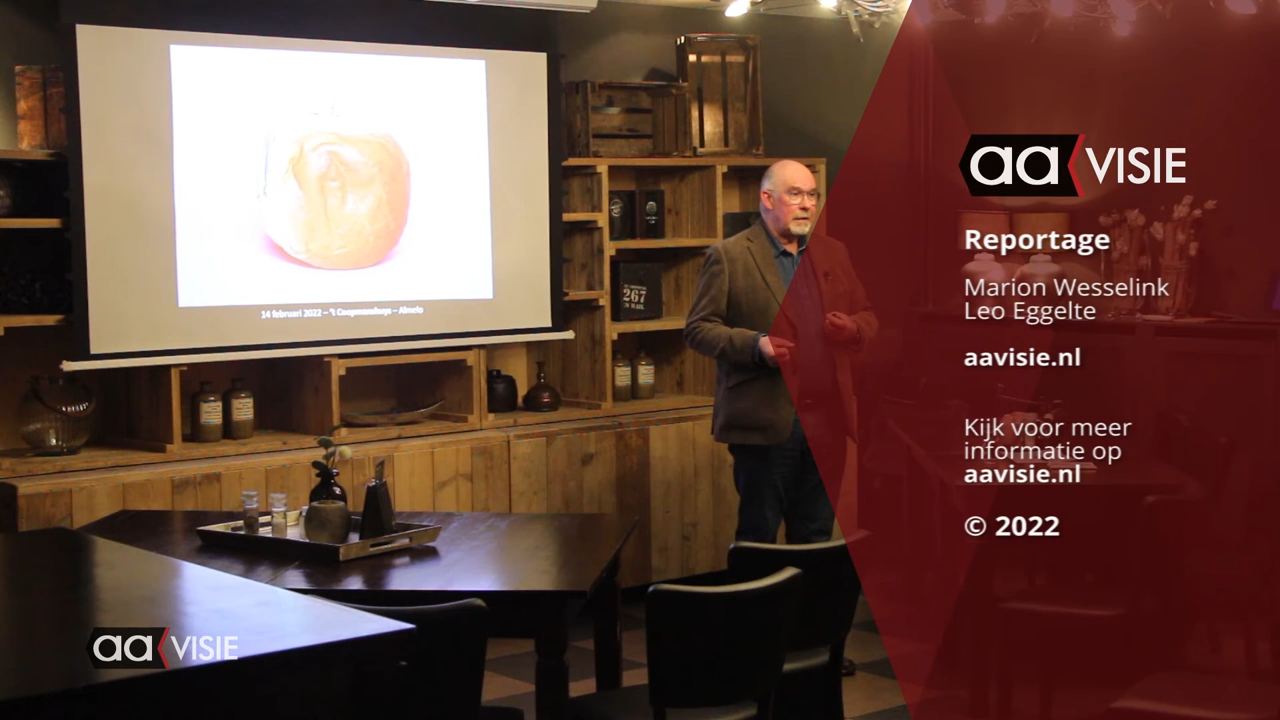 14 februari 2022 – 't Coopmanshuys – Almelo
267
aa VISIE
Reportage
Marion Wesselink
Leo Eggelte
aavisie.nl
Kijk voor meer
informatie op
aavisie.nl
© 2022
aa VISIE